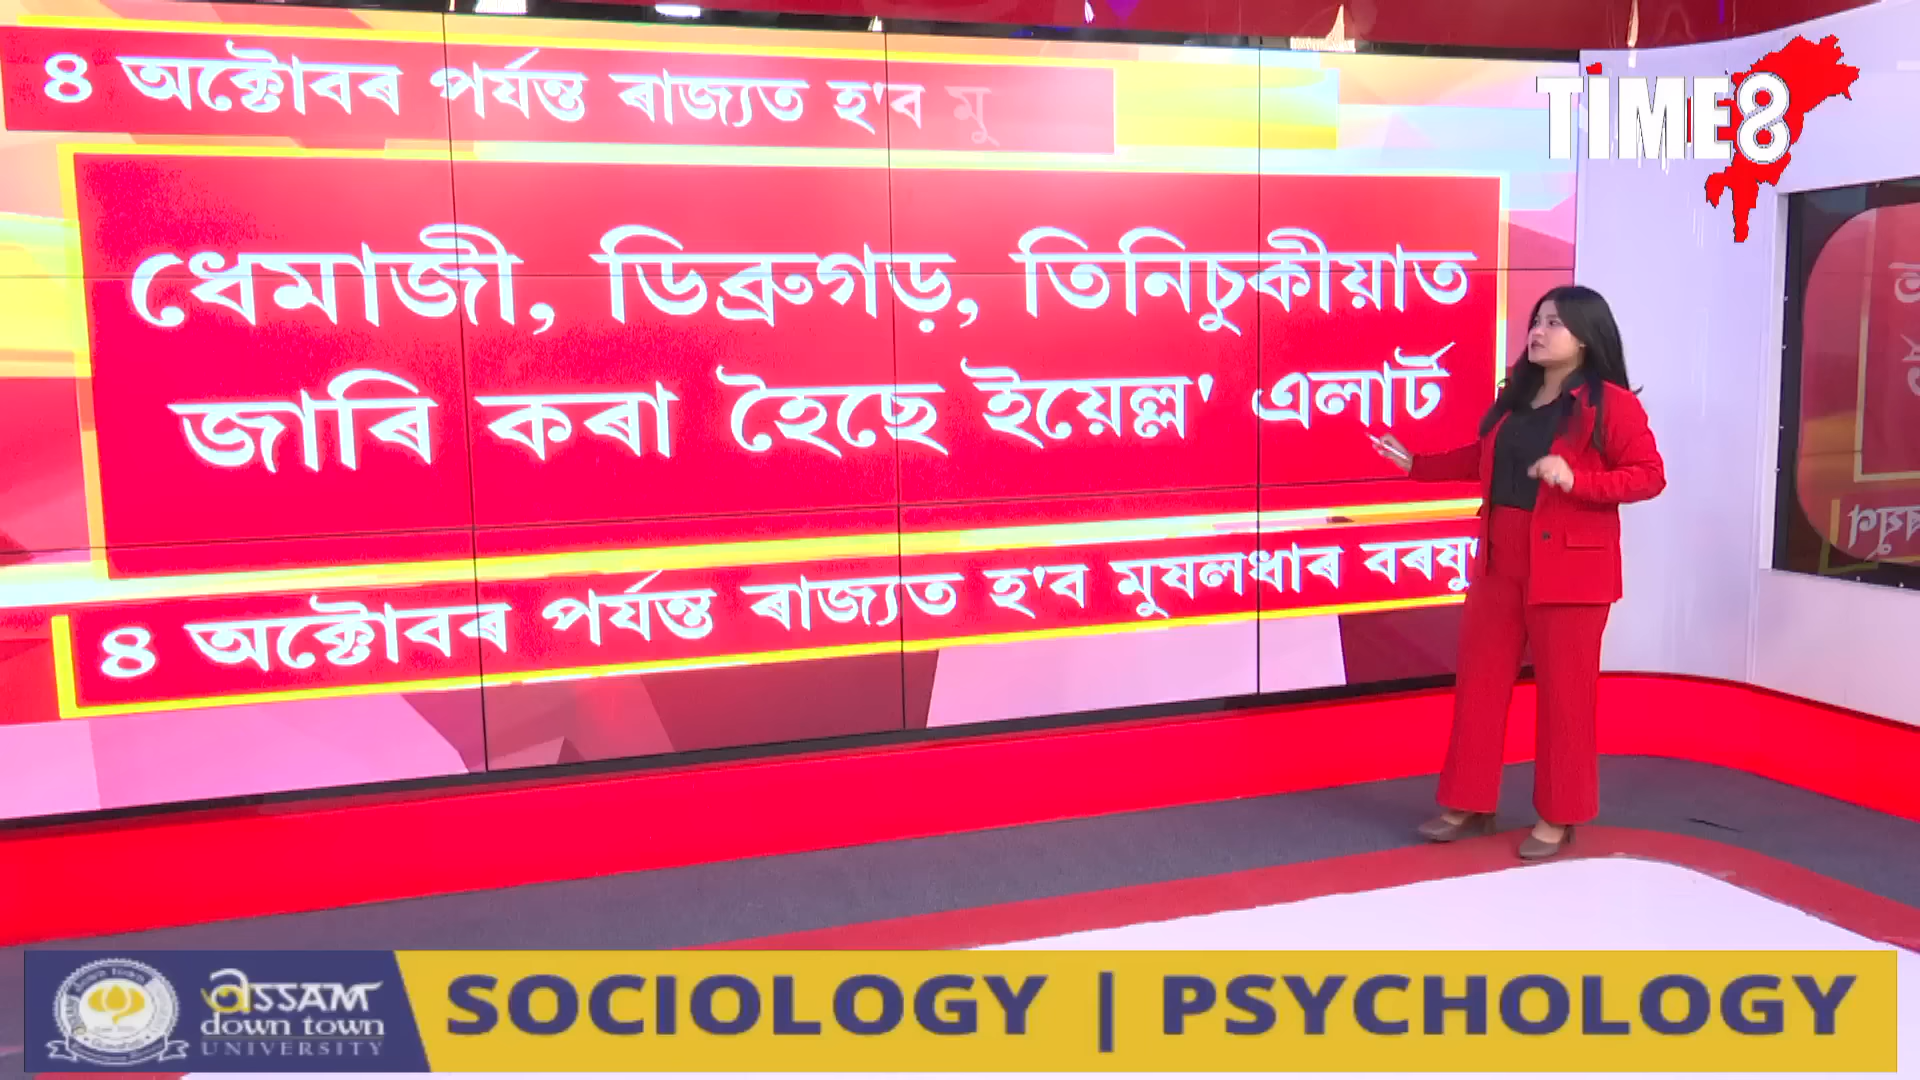 ৪ অক্টোবৰ পৰ্যন্ত ৰাজ্যত হ'ব মু
TIME8
ধেমাজী, ডিব্ৰুগড়, তিনিচুকীয়াত
জাৰি কৰা হৈছে ইয়েল্ল' এলাৰ্ট
৪ অক্টোবৰ পৰ্যন্ত ৰাজ্যত হ'ব মুষলধাৰ বৰষু
ASSAM
down town
UNIVERSITY
SOCIOLOGY | PSYCHOLOGY